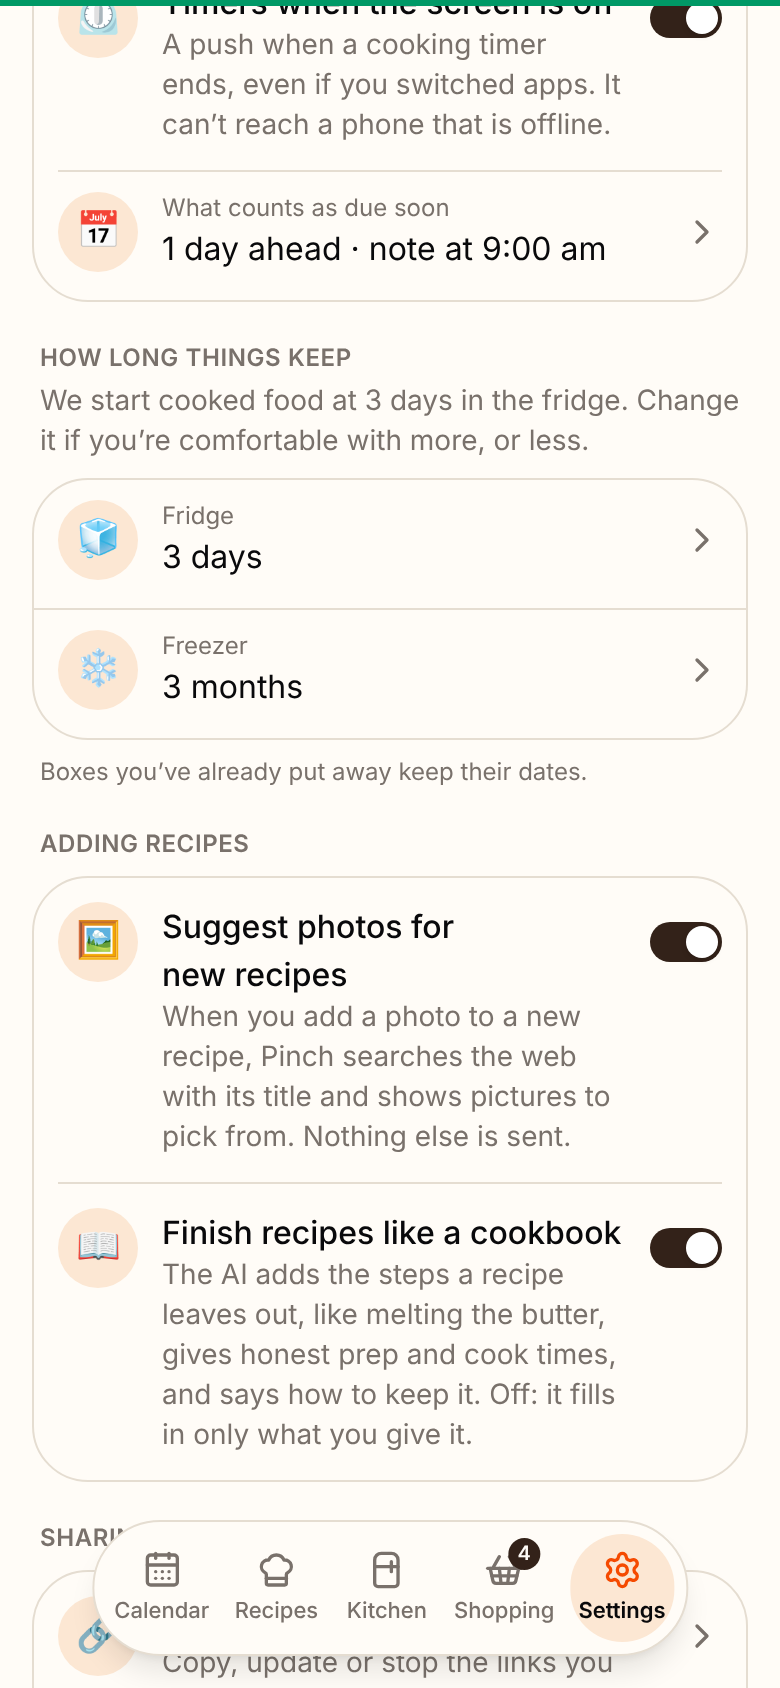 Timers when the screen is off
A push when a cooking timer
ends, even if you switched apps. It
can’t reach a phone that is offline.
July
17
What counts as due soon
1 day ahead · note at 9:00 am
HOW LONG THINGS KEEP
We start cooked food at 3 days in the fridge. Change
it if you’re comfortable with more, or less.
Fridge
3 days
Freezer
3 months
Boxes you’ve already put away keep their dates.
ADDING RECIPES
Suggest photos for
new recipes
When you add a photo to a new
recipe, Pinch searches the web
with its title and shows pictures to
pick from. Nothing else is sent.
Finish recipes like a cookbook
The AI adds the steps a recipe
leaves out, like melting the butter,
gives honest prep and cook times,
and says how to keep it. Off: it fills
in only what you give it.
4
Calendar
Recipes
Kitchen
Shopping
Settings
Copy, update or stop the links you